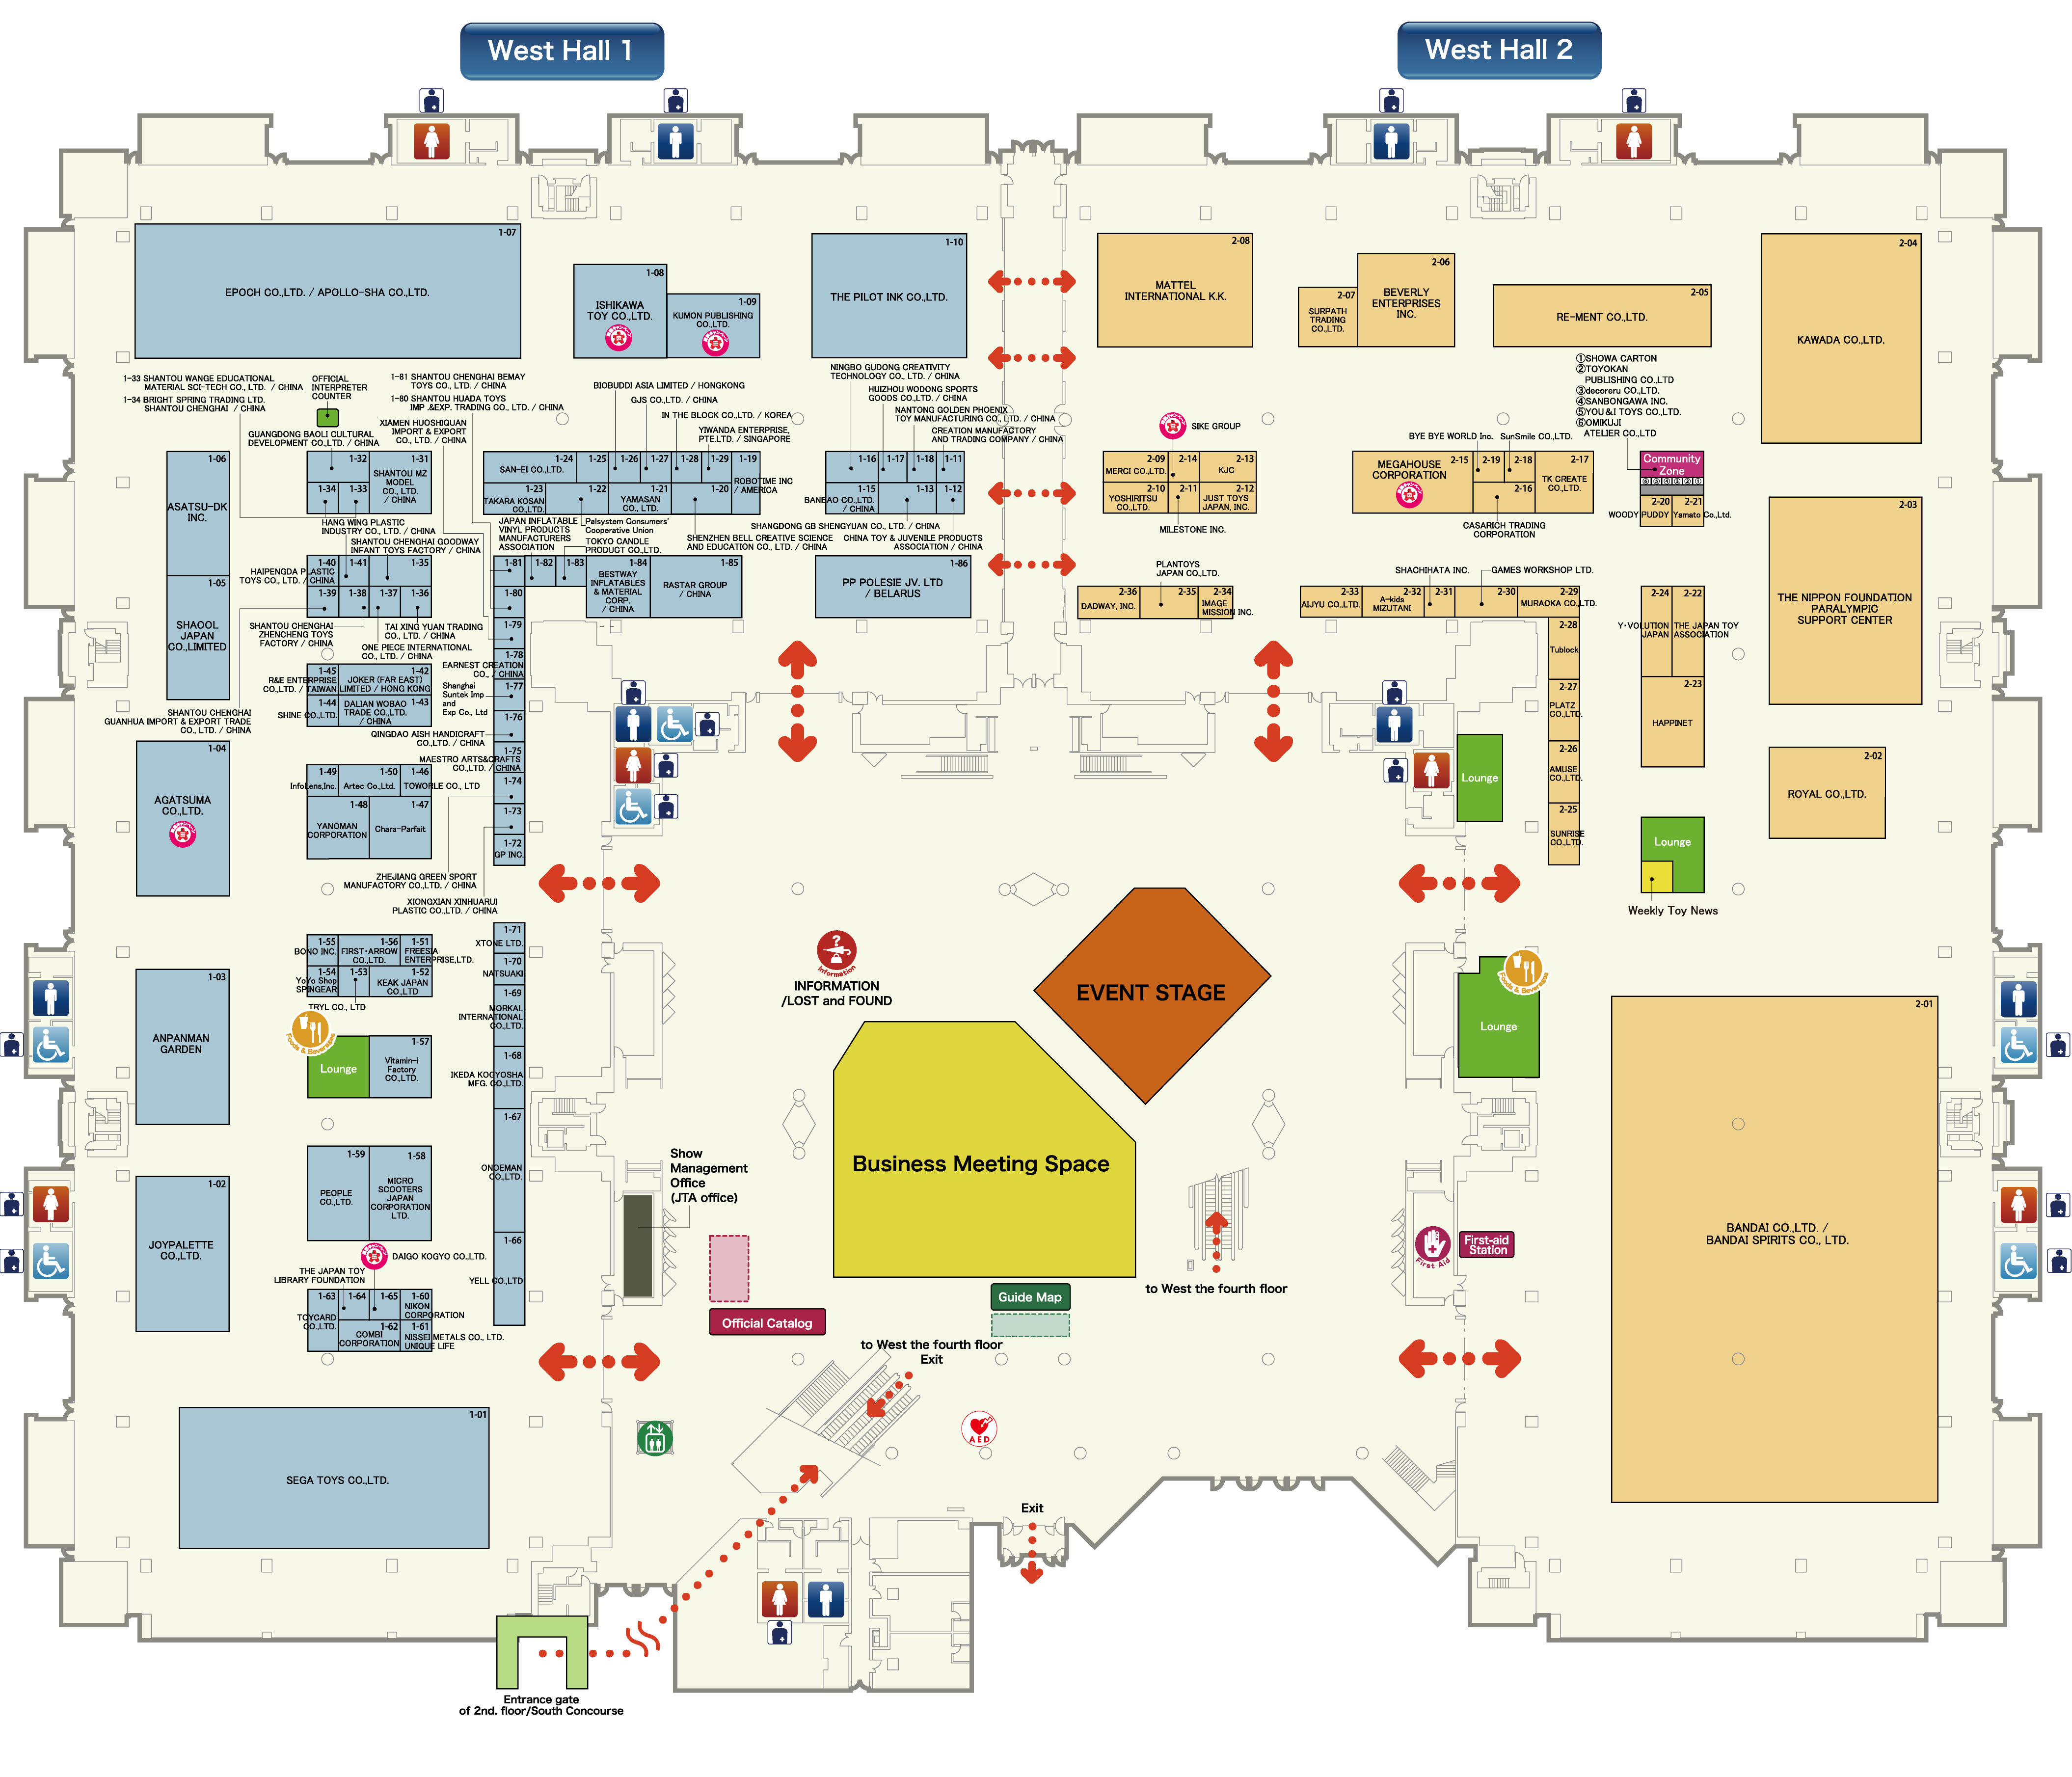 West Hall 1
West Hall 2
1-07
EPOCH CO.,LTD. / APOLLO-SHA CO.,LTD.
1-08
ISHIKAWA
TOY CO.,LTD.
1-09
KUMON PUBLISHING
CO.,LTD.
1-10
THE PILOT INK CO.,LTD.
2-08
MATTEL
INTERNATIONAL K.K.
2-07
SURPATH
TRADING
CO.,LTD.
2-06
BEVERLY
ENTERPRISES
INC.
2-05
RE-MENT CO.,LTD.
2-04
KAWADA CO.,LTD.
1-33 SHANTOU WANGE EDUCATIONAL
MATERIAL SCI-TECH CO., LTD. / CHINA
1-34 BRIGHT SPRING TRADING LTD.
SHANTOU CHENGHAI / CHINA
OFFICIAL
INTERPRETER
COUNTER
1-81 SHANTOU CHENGHAI BEMAY
TOYS CO., LTD. / CHINA
1-80 SHANTOU HUADA TOYS
IMP .&EXP. TRADING CO., LTD. / CHINA
XIAMEN HUOSHIQUAN
IMPORT & EXPORT
CO., LTD. / CHINA
GUANGDONG BAOLI CULTURAL
DEVELOPMENT CO.,LTD. / CHINA
BIOBUDDI ASIA LIMITED / HONGKONG
GJS CO.,LTD. / CHINA
IN THE BLOCK CO.,LTD. / KOREA
YIWANDA ENTERPRISE,
PTE.LTD. / SINGAPORE
NINGBO GUDONG CREATIVITY
TECHNOLOGY CO., LTD. / CHINA
HUIZHOU WODONG SPORTS
GOODS CO.,LTD. / CHINA
NANTONG GOLDEN PHOENIX
TOY MANUFACTURING CO., LTD. / CHINA
CREATION MANUFACTORY
AND TRADING COMPANY / CHINA
SIKE GROUP
①SHOWA CARTON
②TOYOKAN
PUBLISHING CO.,LTD
③decoreru CO.,LTD.
④SANBONGAWA INC.
⑤YOU&I TOYS CO.,LTD.
⑥OMIKUJI
ATELIER CO.,LTD
BYE BYE WORLD Inc.
SunSmile CO.,LTD.
1-06
ASATSU-DK
INC.
1-05
SHAOOL
JAPAN
CO.,LIMITED
1-32
1-31
SHANTOU MZ
MODEL
CO., LTD.
/ CHINA
1-34
1-33
1-24
SAN-EI CO.,LTD.
1-25
1-26
1-27
1-28
1-29
1-19
ROBOTIME INC
/ AMERICA
1-23
TAKARA KOSAN
CO.,LTD.
1-22
1-21
YAMASAN
CO., LTD.
1-20
1-16
1-17
1-18
1-11
1-15
BANBAO CO.,LTD.
/ CHINA
1-13
1-12
2-09
MERCI CO.,LTD.
2-14
2-13
KJC
2-10
YOSHIRITSU
CO.,LTD.
2-11
2-12
JUST TOYS
JAPAN, INC.
MILESTONE INC.
2-15
MEGAHOUSE
CORPORATION
2-19
2-18
2-17
TK CREATE
CO.,LTD.
2-16
CASARICH TRADING
CORPORATION
Community
Zone
⑥⑤④③②①
2-20
WOODY PUDDY
2-21
Yamato Co.,Ltd.
2-03
THE NIPPON FOUNDATION
PARALYMPIC
SUPPORT CENTER
HANG WING PLASTIC
INDUSTRY CO., LTD. / CHINA
SHANTOU CHENGHAI GOODWAY
INFANT TOYS FACTORY / CHINA
JAPAN INFLATABLE
VINYL PRODUCTS
MANUFACTURERS
ASSOCIATION
Palsystem Consumers'
Cooperative Union
TOKYO CANDLE
PRODUCT CO.,LTD.
SHENZHEN BELL CREATIVE SCIENCE
AND EDUCATION CO., LTD. / CHINA
SHANGDONG GB SHENGYUAN CO., LTD. / CHINA
CHINA TOY & JUVENILE PRODUCTS
ASSOCIATION / CHINA
1-40
HAIPENGDA PLASTIC
TOYS CO., LTD. / CHINA
1-41
1-35
1-39
1-38
1-37
1-36
1-81
1-82
1-83
1-84
BESTWAY
INFLATABLES
& MATERIAL
CORP.
/ CHINA
1-85
RASTAR GROUP
/ CHINA
1-86
PP POLESIE JV. LTD
/ BELARUS
PLANTOYS
JAPAN CO.,LTD.
2-36
DADWAY, INC.
2-35
2-34
IMAGE
MISSION INC.
SHACHIHATA INC.
GAMES WORKSHOP LTD.
2-33
AIJYU CO.,LTD.
2-32
A-kids
MIZUTANI
2-31
2-30
2-29
MURAOKA CO.,LTD.
2-24
Y・VOLUTION
JAPAN
2-22
THE JAPAN TOY
ASSOCIATION
2-23
HAPPINET
2-28
Tublock
2-27
PLATZ
CO.,LTD.
2-26
AMUSE
CO.,LTD.
2-25
SUNRISE
CO.,LTD.
2-02
ROYAL CO.,LTD.
SHANTOU CHENGHAI
ZHENCHENG TOYS
FACTORY / CHINA
TAI XING YUAN TRADING
CO., LTD. / CHINA
ONE PIECE INTERNATIONAL
CO., LTD. / CHINA
1-80
1-79
1-78
EARNEST CREATION
CO., / CHINA
1-77
Shanghai
Suntek Imp
and
Exp Co., Ltd
1-76
QINGDAO AISH HANDICRAFT
CO.,LTD. / CHINA
1-75
MAESTRO ARTS&CRAFTS
CO.,LTD. / CHINA
1-74
1-73
1-72
GP INC.
1-45
R&E ENTERPRISE
CO.,LTD. / TAIWAN
1-42
JOKER (FAR EAST)
LIMITED / HONG KONG
1-44
SHINE CO.,LTD.
1-43
DALIAN WOBAO
TRADE CO.,LTD.
/ CHINA
SHANTOU CHENGHAI
GUANHUA IMPORT & EXPORT TRADE
CO., LTD. / CHINA
1-04
AGATSUMA
CO.,LTD.
1-49
InfoLens,Inc.
1-50
Artec Co.,Ltd.
1-46
TOWORLE CO., LTD
1-48
YANOMAN
CORPORATION
1-47
Chara-Parfait
ZHEJIANG GREEN SPORT
MANUFACTORY CO.,LTD. / CHINA
XIONGXIAN XINHUARUI
PLASTIC CO.,LTD. / CHINA
Lounge
Lounge
Weekly Toy News
1-55
BONO INC.
1-56
FIRST・ARROW
CO.,LTD.
1-51
FREESIA
ENTERPRISE,LTD.
1-54
YoYo Shop
SPINGEAR
1-53
1-52
KEAK JAPAN
CO.,LTD
TRYL CO., LTD
1-71
XTONE LTD.
1-70
NATSUAKI
1-69
MORKAL
INTERNATIONAL
CO.,LTD.
1-68
IKEDA KOGYOSHA
MFG. CO.,LTD.
1-67
ONDEMAN
CO.,LTD.
1-66
YELL CO.,LTD
1-03
ANPANMAN
GARDEN
Foods & Beverages
Lounge
1-57
Vitamin-i
Factory
CO.,LTD.
?
Information
INFORMATION
/LOST and FOUND
EVENT STAGE
Foods & Beverages
Lounge
2-01
BANDAI CO.,LTD. /
BANDAI SPIRITS CO., LTD.
Business Meeting Space
1-02
JOYPALETTE
CO.,LTD.
1-59
PEOPLE
CO.,LTD.
1-58
MICRO
SCOOTERS
JAPAN
CORPORATION
LTD.
DAIGO KOGYO CO.,LTD.
THE JAPAN TOY
LIBRARY FOUNDATION
1-63
TOYCARD
CO.,LTD.
1-64
1-65
1-60
NIKON
CORPORATION
1-62
COMBI
CORPORATION
1-61
NISSEI METALS CO., LTD.
UNIQUE LIFE
Show
Management
Office
(JTA office)
Official Catalog
Guide Map
to West the fourth floor
First Aid
First-aid
Station
to West the fourth floor
Exit
AED
1-01
SEGA TOYS CO.,LTD.
Exit
Entrance gate
of 2nd. floor/South Concourse